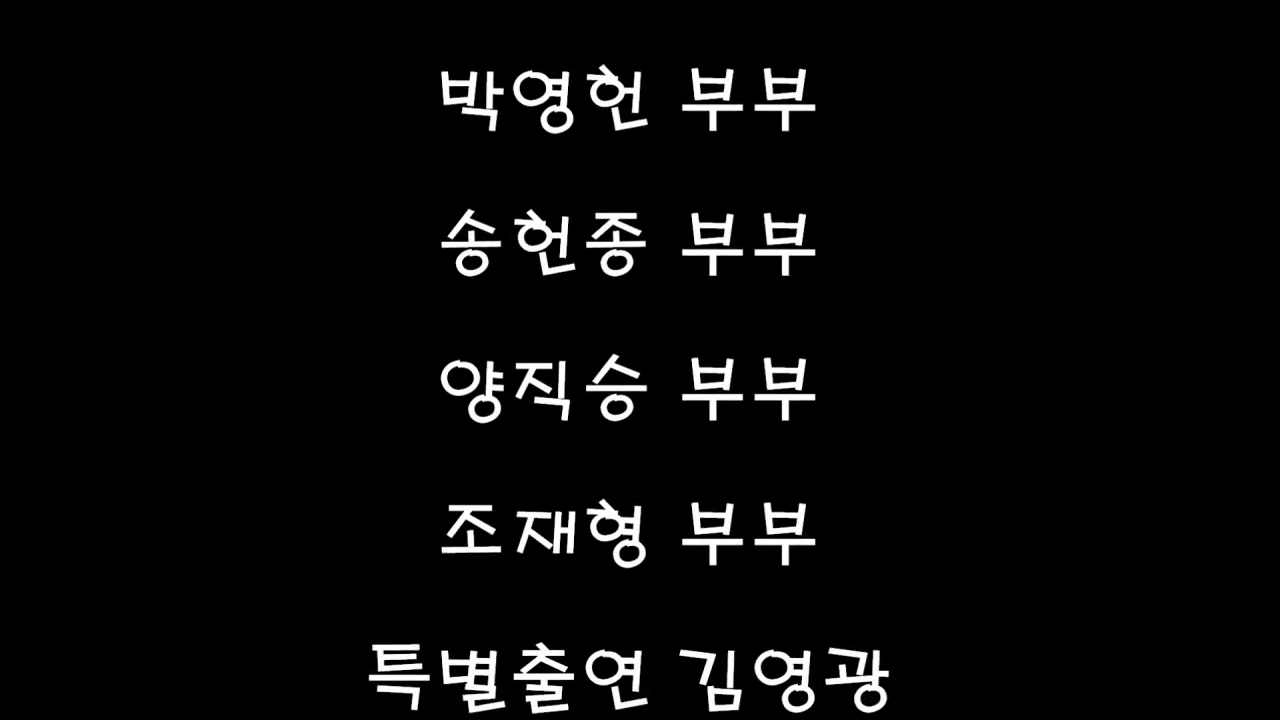 박영헌 부부
송헌종 부부
양직승 부부
조재형 부부
특별출연 김영광